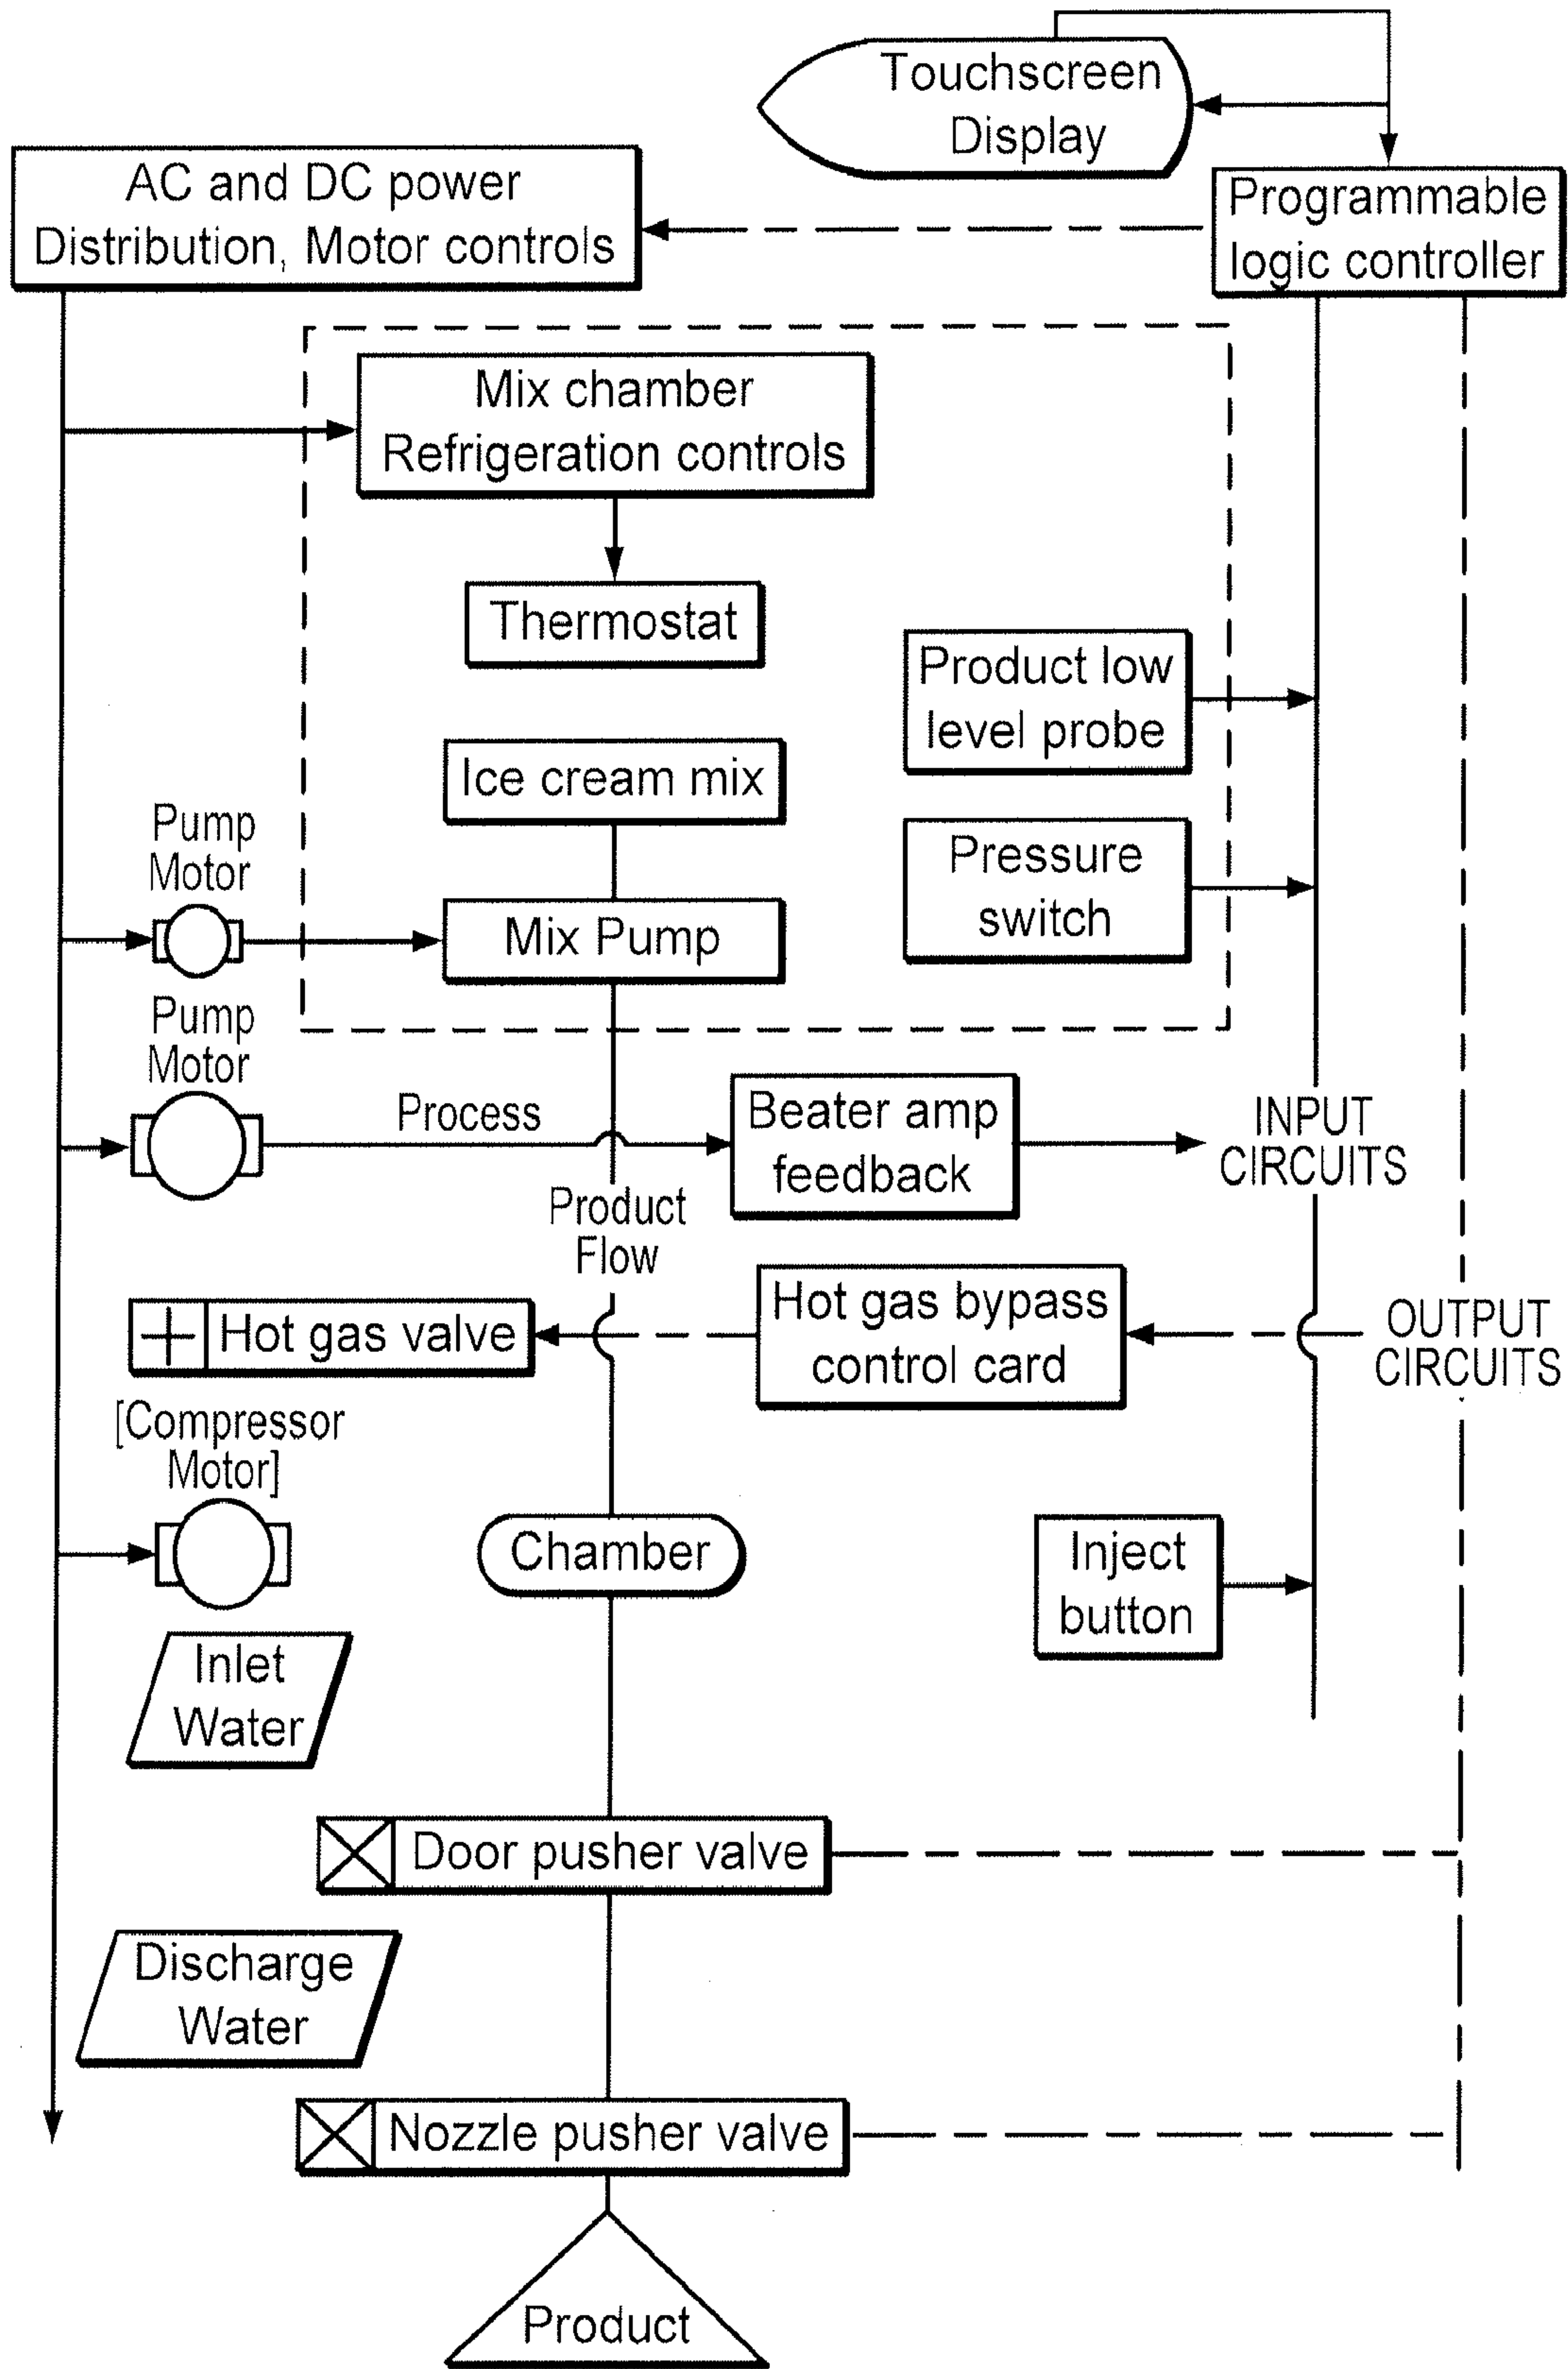 Touchscreen
Display
AC and DC power
Distribution, Motor controls
Programmable
logic controller
Mix chamber
Refrigeration controls
Thermostat
Product low
level probe
Ice cream mix
Pump
Motor
Pressure
switch
Mix Pump
Pump
Motor
Process
Beater amp
feedback
INPUT
CIRCUITS
Product
Flow
Hot gas valve
Hot gas bypass
control card
OUTPUT
CIRCUITS
[Compressor
Motor]
Chamber
Inject
button
Inlet
Water
Door pusher valve
Discharge
Water
Nozzle pusher valve
Product